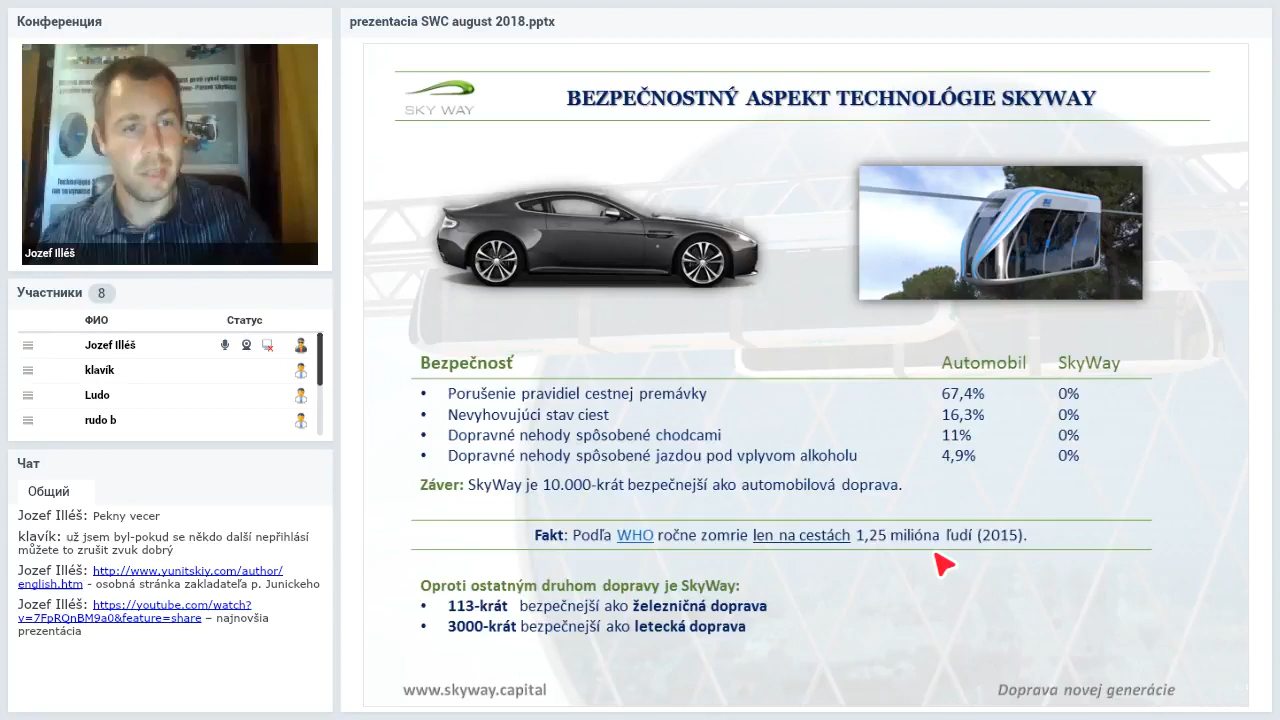 Конференция
Jozef Illéš
Участники 8
ФИО Статус
Jozef Illéš
klavík
Ludo
rudo b
Чат
Общий
Jozef Illéš: Pekny vecer
klavík: už jsem byl-pokud se někdo další nepřihlásí
můžete to zrušit zvuk dobrý
Jozef Illéš: http://www.yunitskiy.com/author/
english.htm - osobná stránka zakladateľa p. Junickeho
Jozef Illéš: https://youtube.com/watch?
v=7FpRQnBM9a0&feature=share – najnovšia
prezentácia
prezentacia SWC august 2018.pptx
SKY WAY
BEZPEČNOSTNÝ ASPEKT TECHNOLÓGIE SKYWAY
Bezpečnosť Automobil SkyWay
• Porušenie pravidiel cestnej premávky 67,4% 0%
• Nevyhovujúci stav ciest 16,3% 0%
• Dopravné nehody spôsobené chodcami 11% 0%
• Dopravné nehody spôsobené jazdou pod vplyvom alkoholu 4,9% 0%
Záver: SkyWay je 10.000-krát bezpečnejší ako automobilová doprava.
Fakt: Podľa WHO ročne zomrie len na cestách 1,25 milióna ľudí (2015).
Oproti ostatným druhom dopravy je SkyWay:
• 113-krát bezpečnejší ako železničná doprava
• 3000-krát bezpečnejší ako letecká doprava
www.skyway.capital
Doprava novej generácie